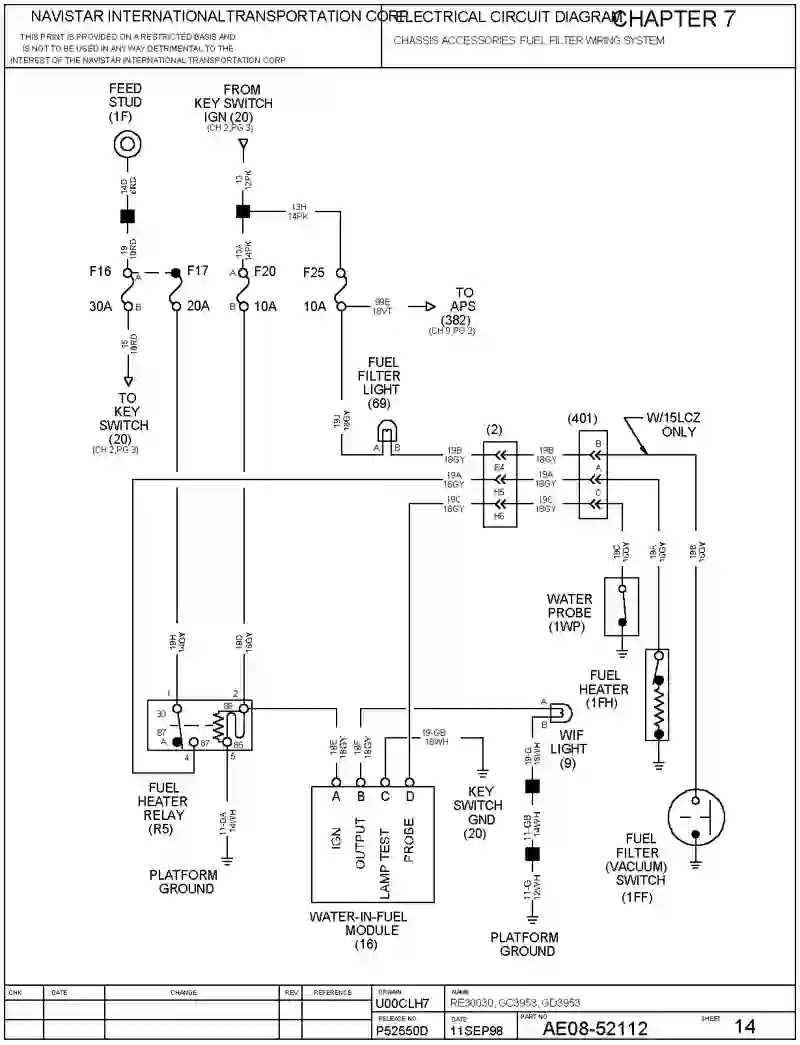 NAVISTAR INTERNATIONALTRANSPORTATION CORP
THIS PRINT IS PROVIDED ON A RESTRICTED BASIS AND
IS NOT TO BE USED IN ANY WAY DETRIMENTAL TO THE
INTEREST OF THE NAVISTAR INTERNATIONAL TRANSPORTATION CORP
ELECTRICAL CIRCUIT DIAGRAM
CHAPTER 7
CHASSIS ACCESSORIES FUEL FILTER WIRING SYSTEM
FEED
STUD
(1F)
FROM
KEY SWITCH
IGN (20)
(CH 2,PG 3)
14D
6RD
13
12PK
13H
14PK
19
10RD
13A
14PK
F16
A
F17
A
F20
F25
30A
B
20A
B
10A
10A
99E
18VT
TO
APS
(382)
(CH 9,PG 3)
15
10RD
TO
KEY
SWITCH
(20)
(CH 2,PG 3)
FUEL
FILTER
LIGHT
(69)
19J
18GY
A
B
(2)
(401)
W/15LCZ
ONLY
19B
18GY
E4
19B
18GY
B
19A
16GY
H5
19A
18GY
A
19C
18GY
H6
19C
18GY
C
19C
19A
19B
WATER
PROBE
(1WP)
FUEL
HEATER
(1FH)
19H
18GY
1
2
30
86
87
A
87
85
4
5
FUEL
HEATER
RELAY
(R5)
11-DA
14WH
PLATFORM
GROUND
19E
18GY
19F
18GY
19-GB
18WH
KEY
SWITCH
GND
(20)
A
B
WIF
LIGHT
(9)
19-G
18WH
11-GB
14WH
11-G
12WH
PLATFORM
GROUND
A
B
C
D
IGN
OUTPUT
LAMP TEST
PROBE
WATER-IN-FUEL
MODULE
(16)
FUEL
FILTER
(VACUUM)
SWITCH
(1FF)
CHK
DATE
CHANGE
REV
REFERENCE
DRAWN
U00CLH7
NAME
RE30030, GC3953, GD3953
RELEASE NO.
P52550D
DATE
11SEP98
PART NO
AE08-52112
SHEET
14